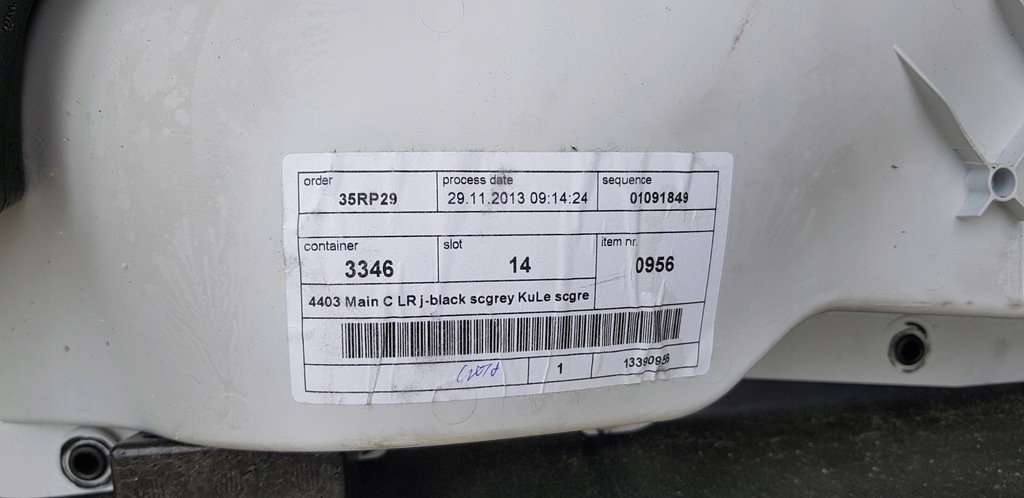 order process date sequence
35RP29 29.11.2013 09:14:24 01091849
container slot item nr.
3346 14 0956
4403 Main C LR j-black scgrey KuLe scgre
1 13390956